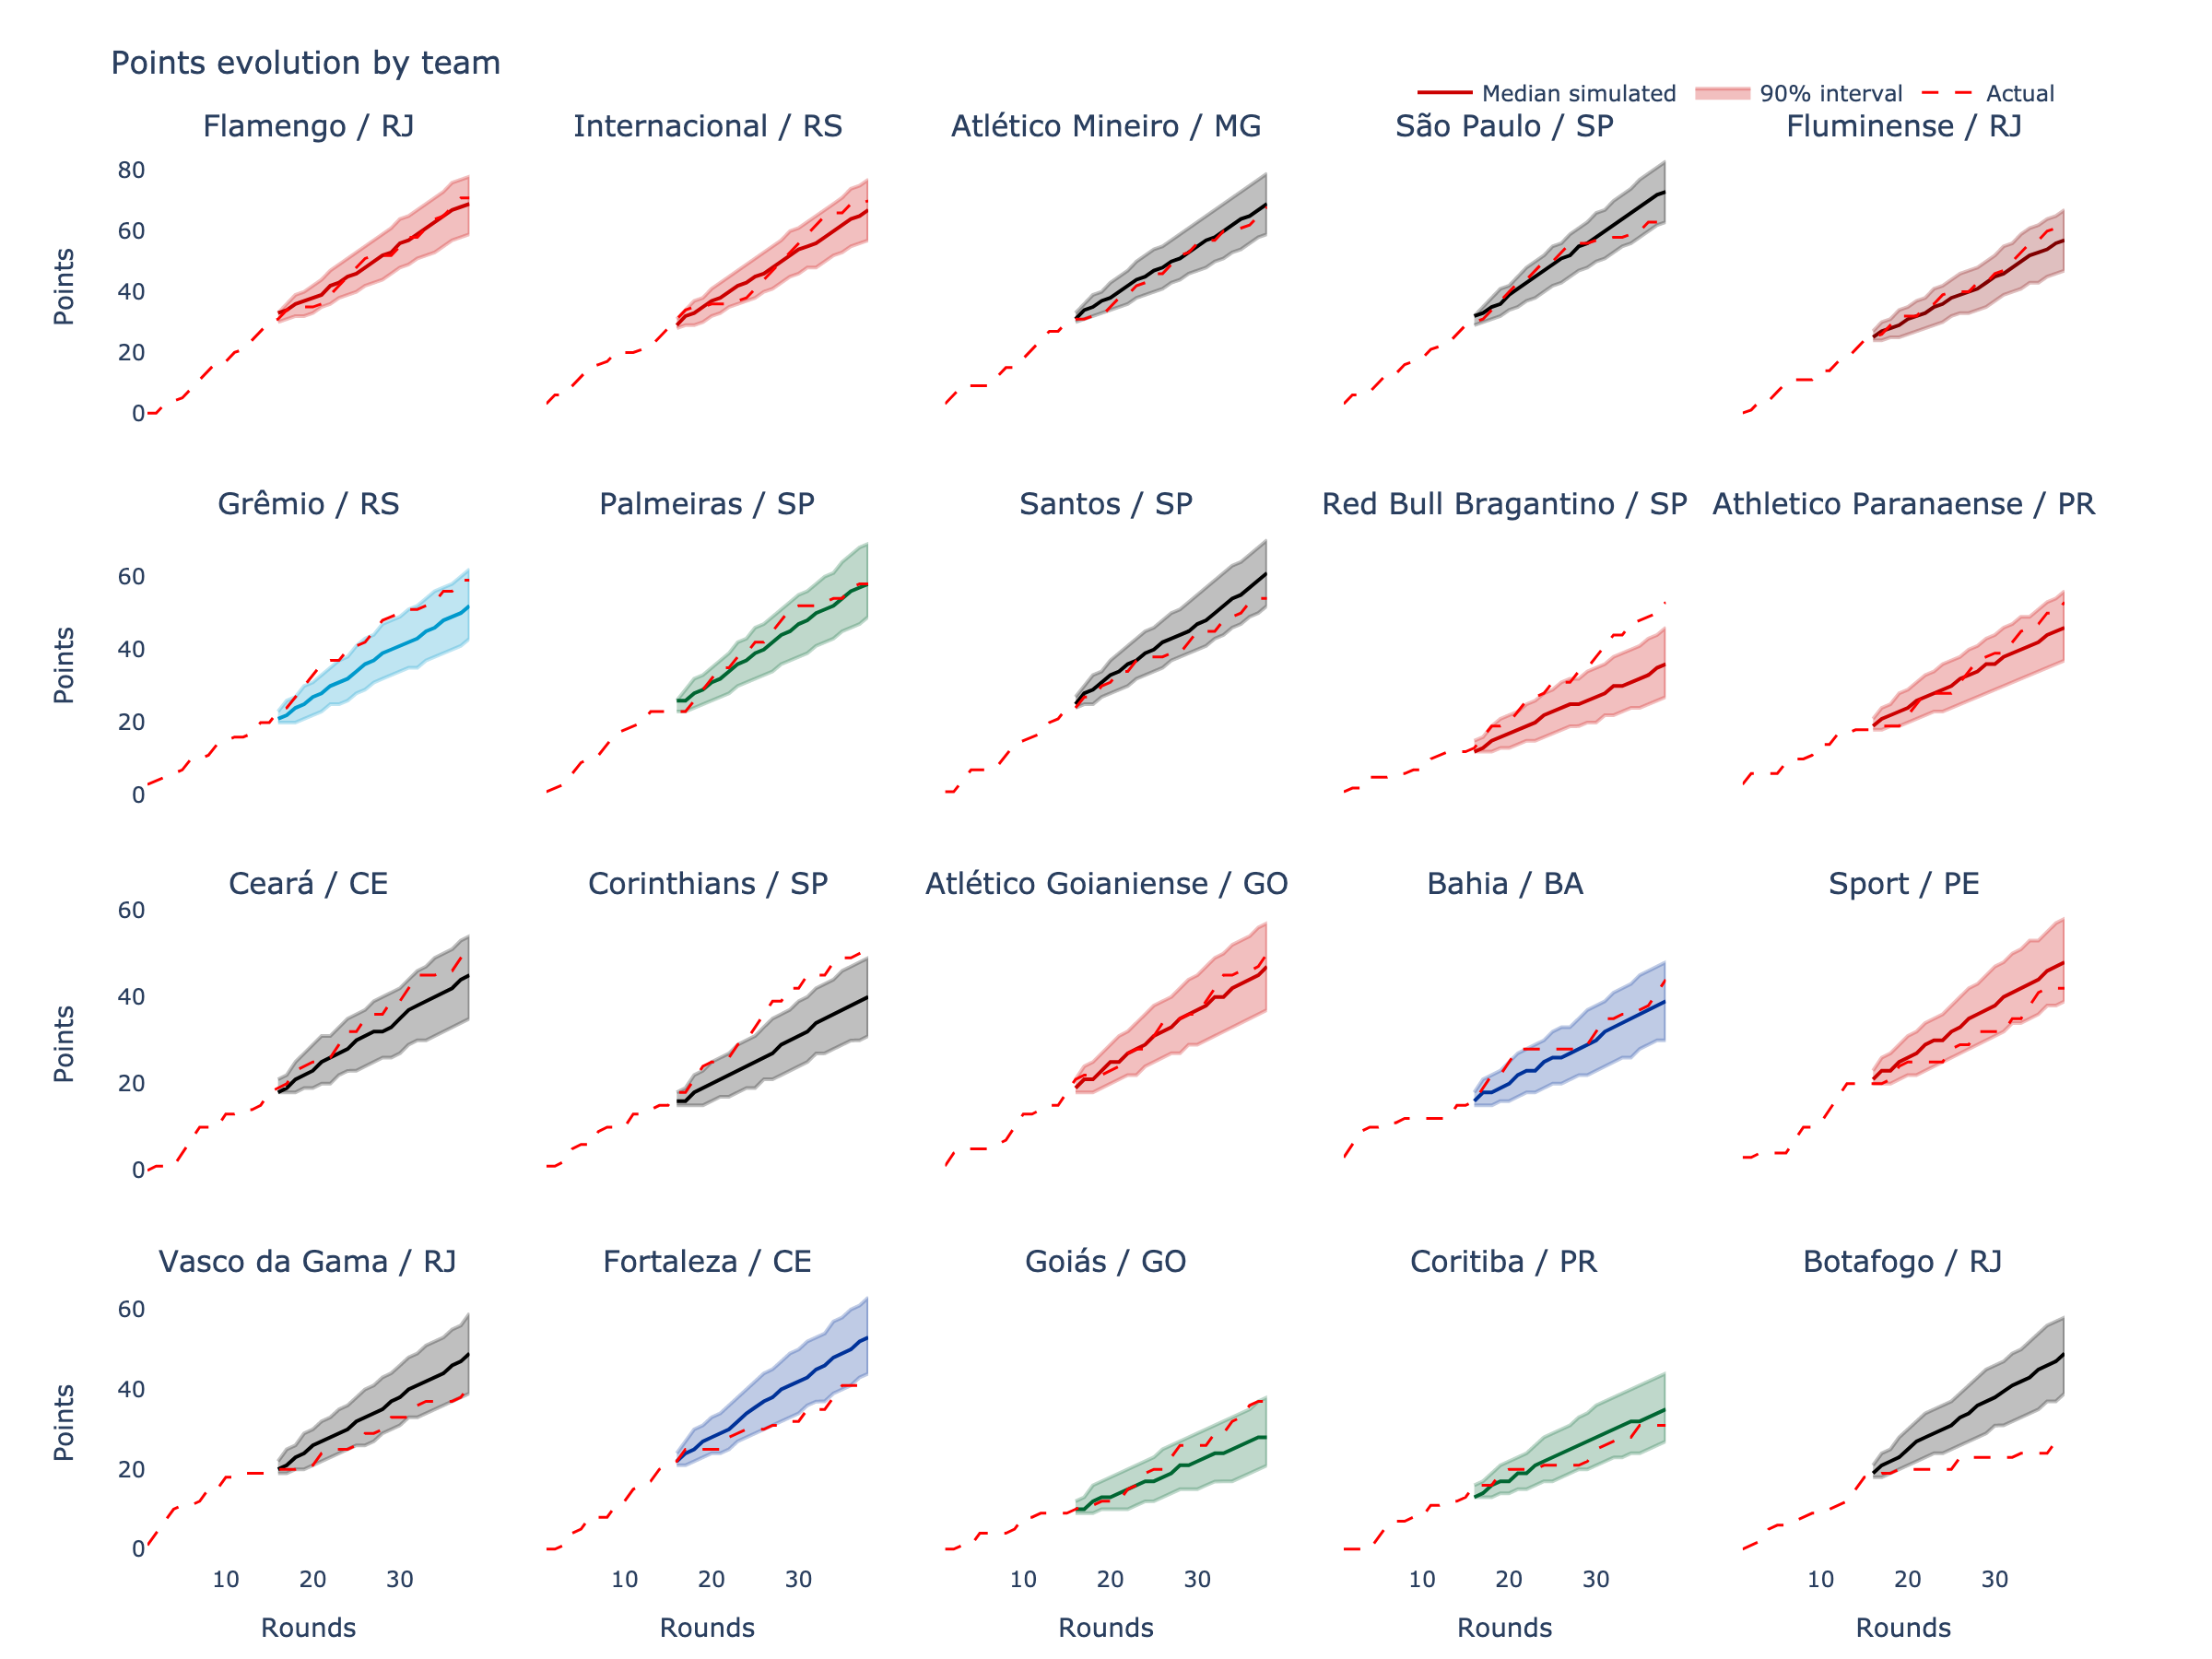 Points evolution by team
Median simulated 90% interval Actual
Flamengo / RJ Internacional / RS Atlético Mineiro / MG São Paulo / SP Fluminense / RJ
80
60
40
20
0
Points
Grêmio / RS Palmeiras / SP Santos / SP Red Bull Bragantino / SP Athletico Paranaense / PR
60
40
20
0
Points
Ceará / CE Corinthians / SP Atlético Goianiense / GO Bahia / BA Sport / PE
60
40
20
0
Points
Vasco da Gama / RJ Fortaleza / CE Goiás / GO Coritiba / PR Botafogo / RJ
60
40
20
0
Points
10 20 30 10 20 30 10 20 30 10 20 30 10 20 30
Rounds Rounds Rounds Rounds Rounds